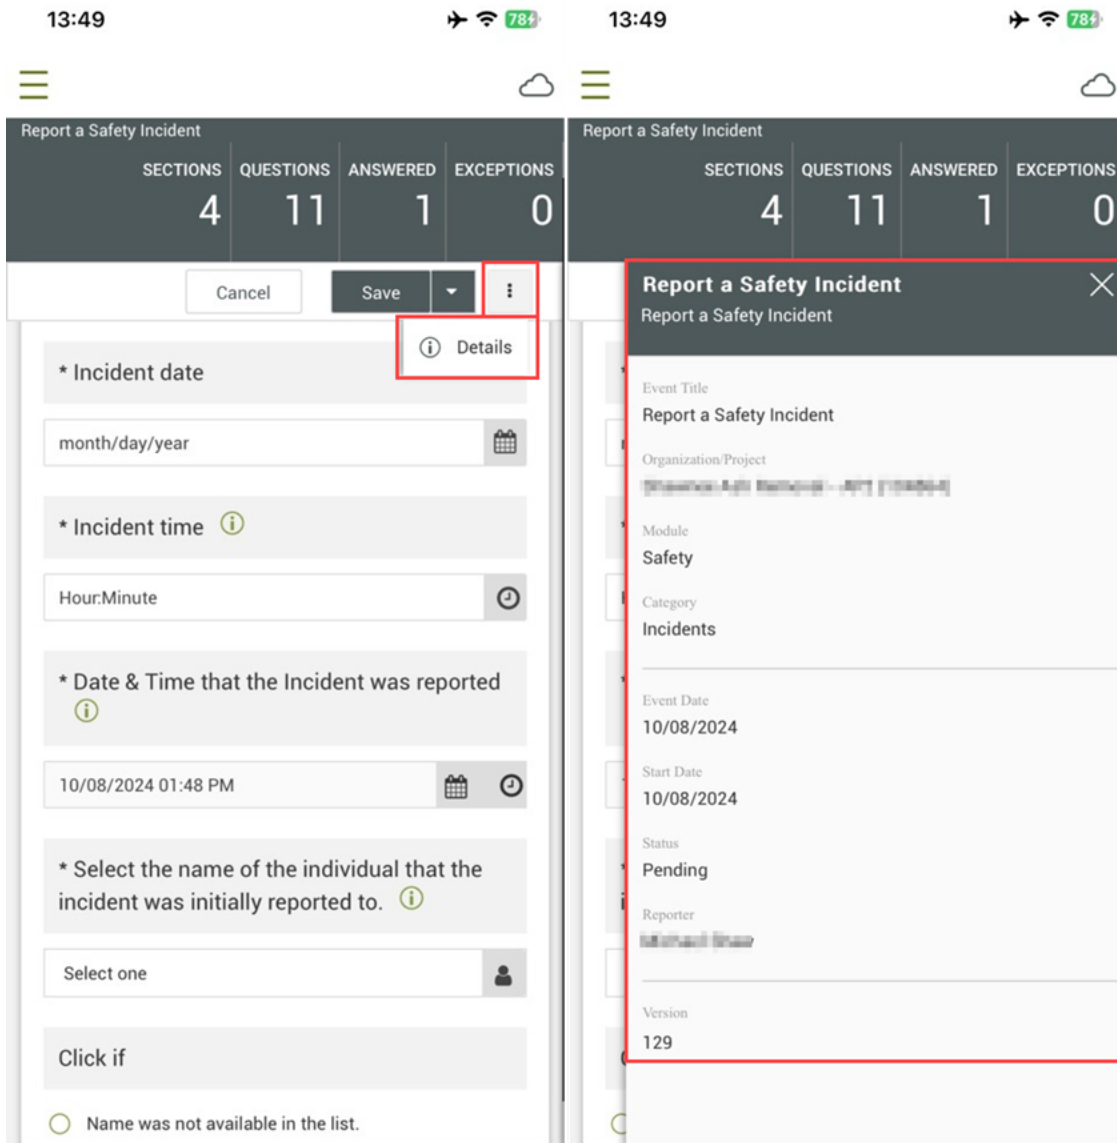 13:49
78
Report a Safety Incident
SECTIONS QUESTIONS ANSWERED EXCEPTIONS
4 11 1 0
Cancel Save
Details
* Incident date
month/day/year
* Incident time
Hour:Minute
* Date & Time that the Incident was reported
10/08/2024 01:48 PM
* Select the name of the individual that the
incident was initially reported to.
Select one
Click if
Name was not available in the list.
13:49
78
Report a Safety Incident
SECTIONS QUESTIONS ANSWERED EXCEPTIONS
4 11 1 0
Report a Safety Incident
Report a Safety Incident
Event Title
Report a Safety Incident
Organization/Project
Module
Safety
Category
Incidents
Event Date
10/08/2024
Start Date
10/08/2024
Status
Pending
Reporter
Version
129